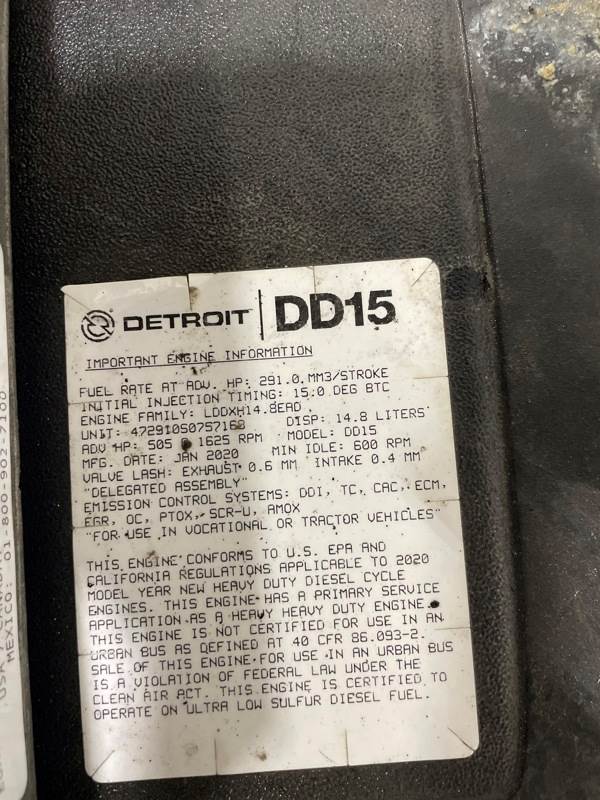 DETROIT DD15
IMPORTANT ENGINE INFORMATION
FUEL RATE AT ADV. HP: 291.0.MM3/STROKE
INITIAL INJECTION TIMING: 15.0 DEG BTC
ENGINE FAMILY: LDDXH14.8EAD
UNIT: 472910S0757168 DISP: 14.8 LITERS
ADV HP: 505 @ 1625 RPM MODEL: DD15
MFG. DATE: JAN 2020 MIN IDLE: 600 RPM
VALVE LASH: EXHAUST 0.6 MM INTAKE 0.4 MM
"DELEGATED ASSEMBLY"
EMISSION CONTROL SYSTEMS: DDI, TC, CAC, ECM,
EGR, OC, PTOX, SCR-U, AMOX
"FOR USE IN VOCATIONAL OR TRACTOR VEHICLES"
THIS ENGINE CONFORMS TO U.S. EPA AND
CALIFORNIA REGULATIONS APPLICABLE TO 2020
MODEL YEAR NEW HEAVY DUTY DIESEL CYCLE
ENGINES. THIS ENGINE HAS A PRIMARY SERVICE
APPLICATION AS A HEAVY HEAVY DUTY ENGINE.
THIS ENGINE IS NOT CERTIFIED FOR USE IN AN
URBAN BUS AS DEFINED AT 40 CFR 86.093-2.
SALE OF THIS ENGINE FOR USE IN AN URBAN BUS
IS A VIOLATION OF FEDERAL LAW UNDER THE
CLEAN AIR ACT. THIS ENGINE IS CERTIFIED TO
OPERATE ON ULTRA LOW SULFUR DIESEL FUEL.
MEXICO: 01-800-902-7100